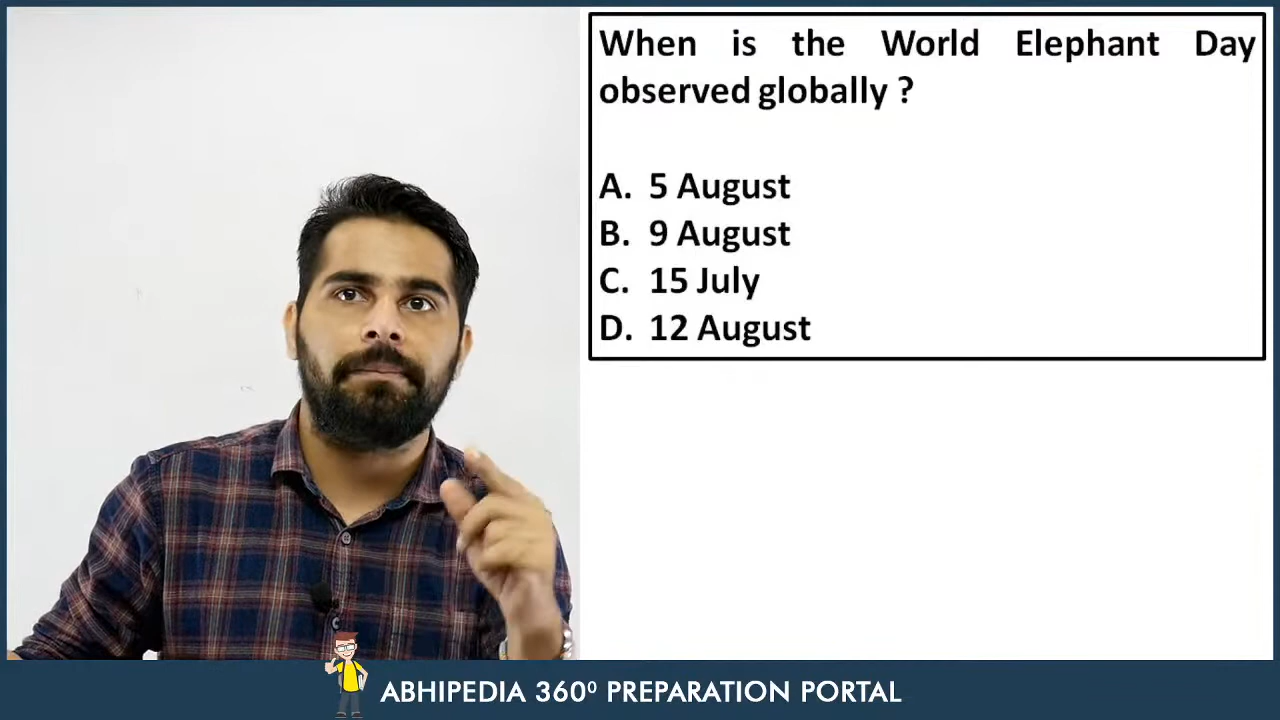 When is the World Elephant Day
observed globally ?
A. 5 August
B. 9 August
C. 15 July
D. 12 August
ABHIPEDIA 360⁰ PREPARATION PORTAL